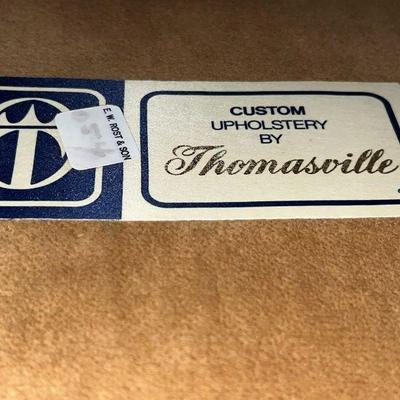 E. W. ROST & SON
CUSTOM
UPHOLSTERY
BY
Thomasville